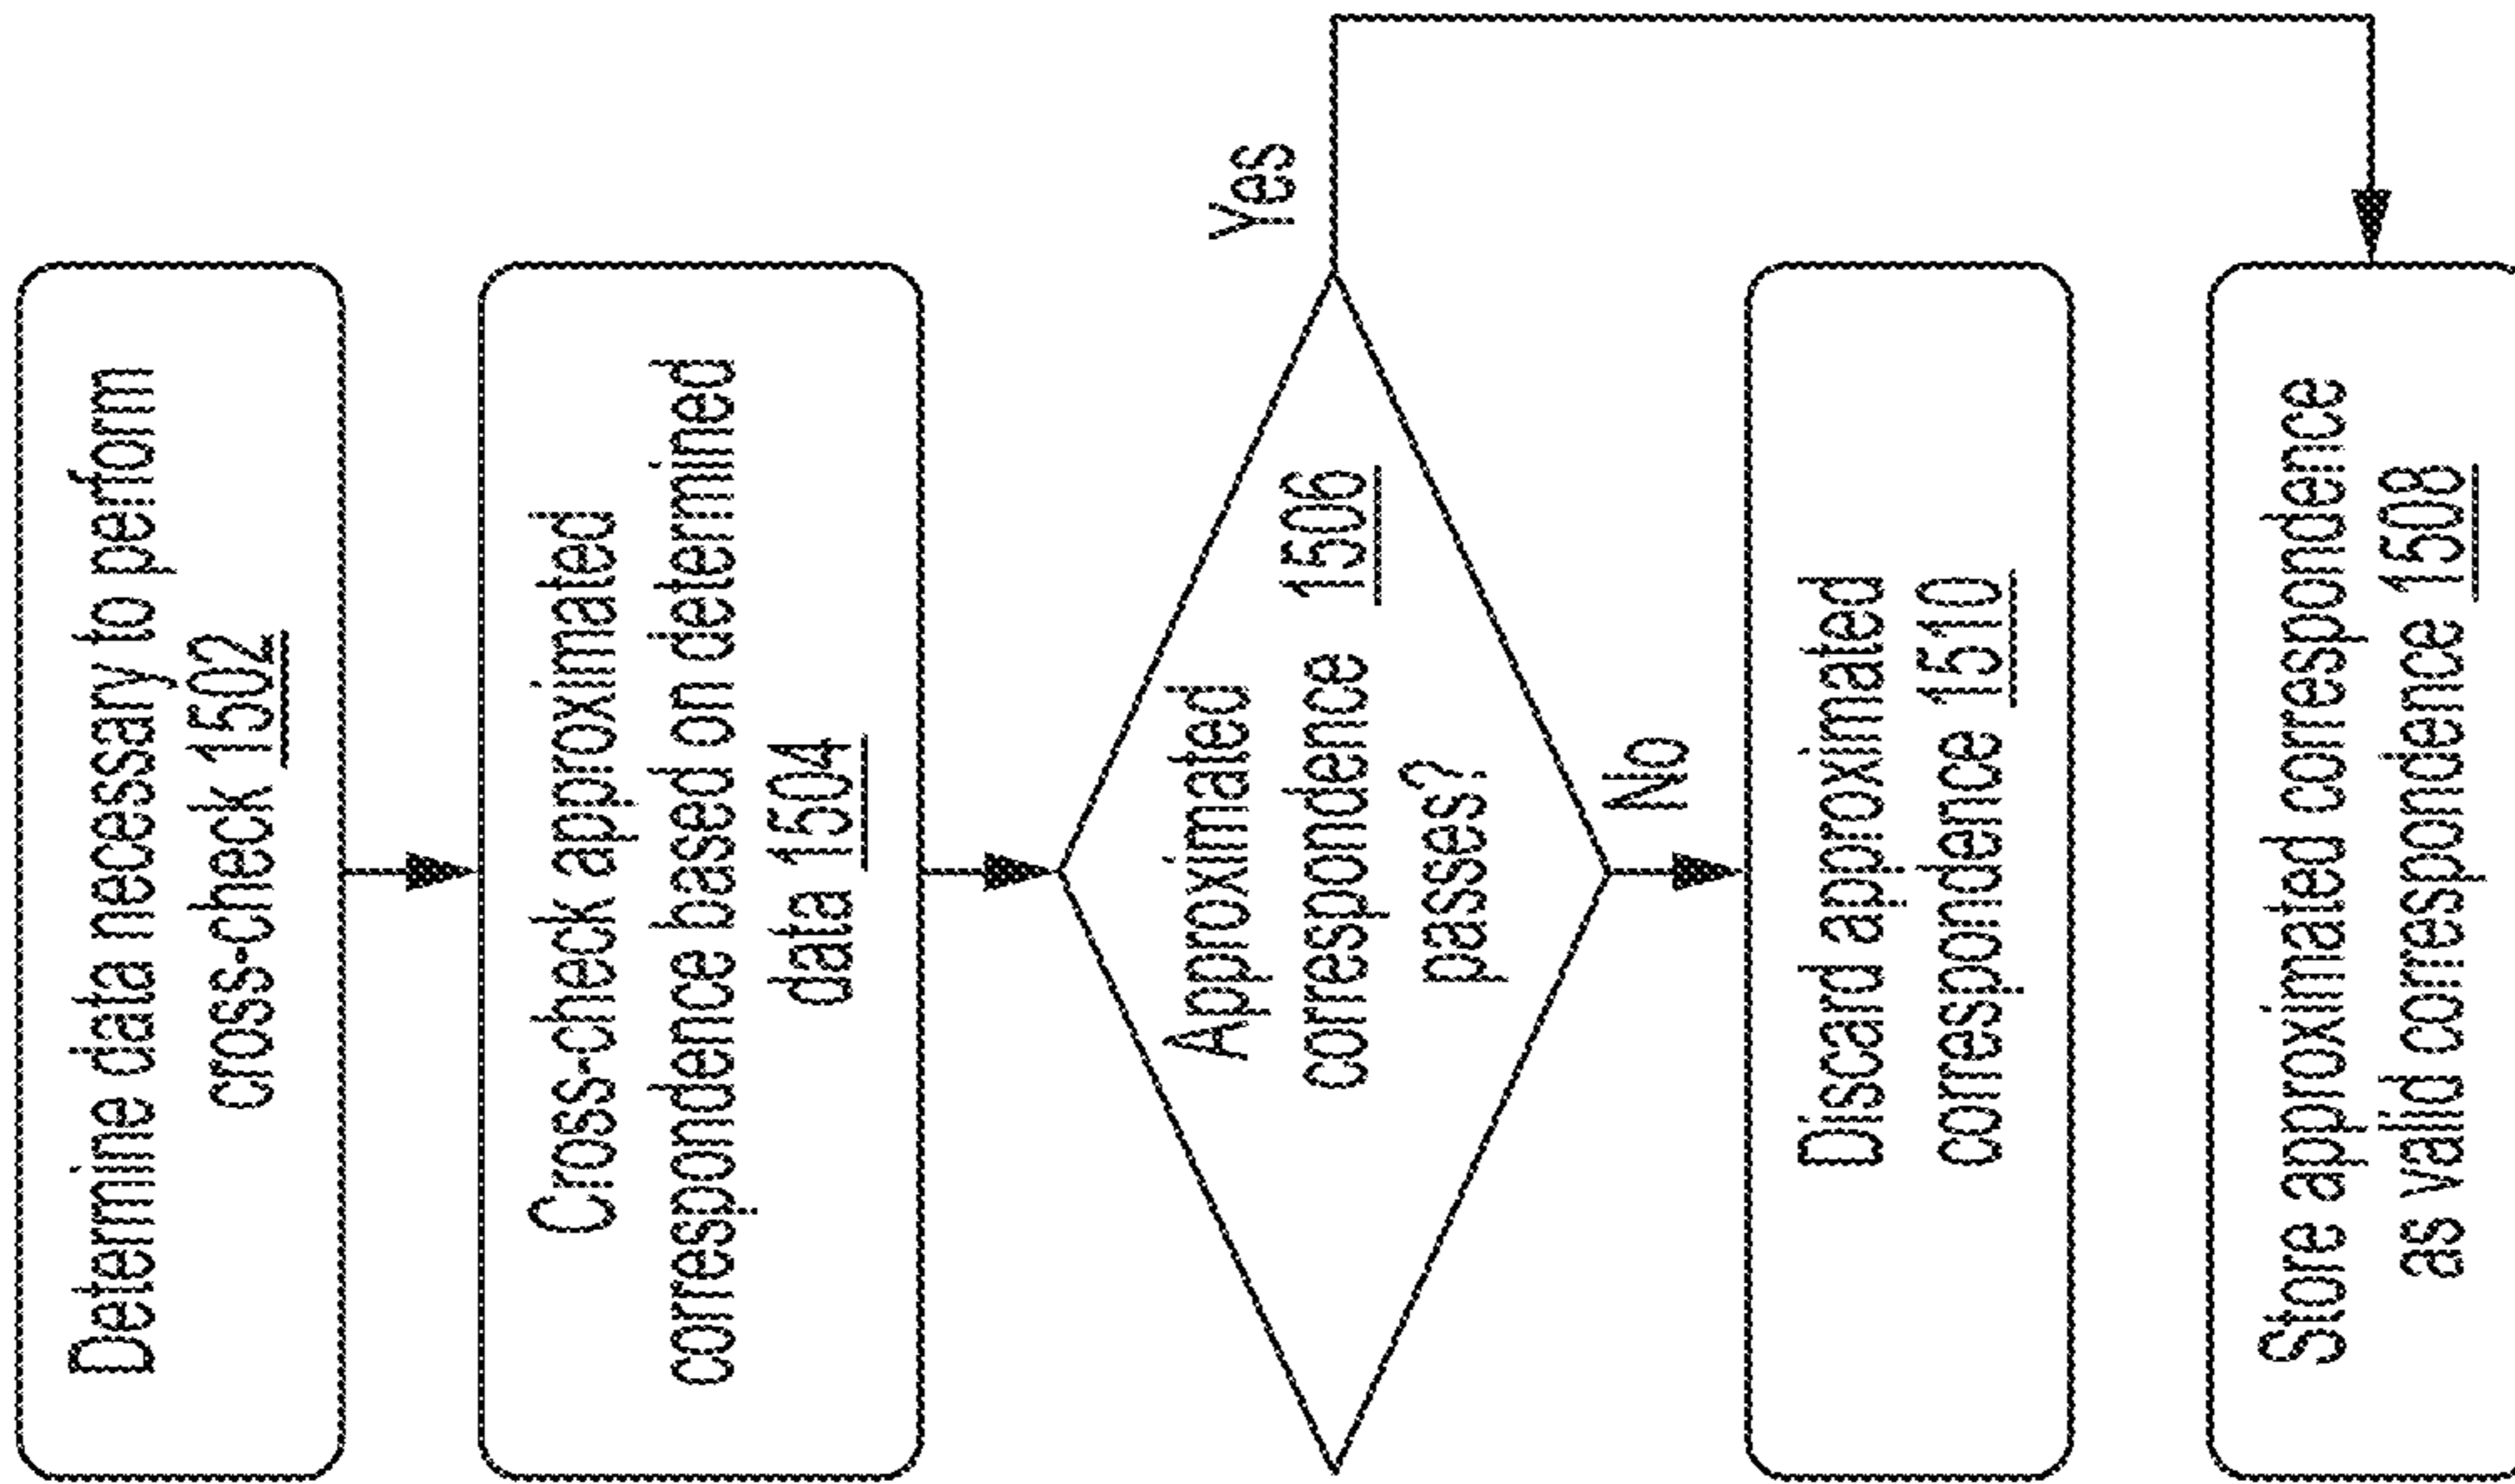 Determine data necessary to perform
cross-check 1502
Cross-check approximated
correspondence based on determined
data 1504
Approximated
correspondence 1506
passes?
Yes
No
Discard approximated
correspondence 1510
Store approximated correspondence
as valid correspondence 1508